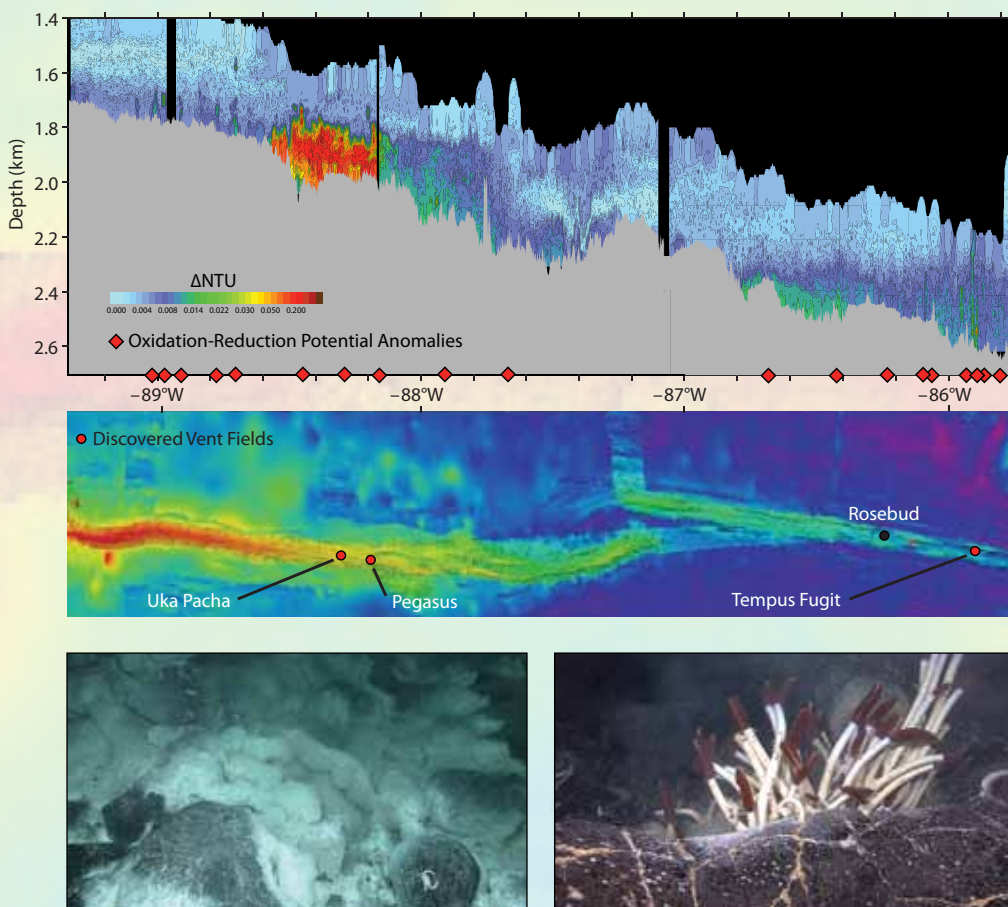 1.4
1.6
1.8
2.0
2.2
2.4
2.6
Depth (km)
ΔNTU
0.000 0.004 0.008 0.014 0.022 0.030 0.050 0.200
Oxidation-Reduction Potential Anomalies
−89°W −88°W −87°W −86°W
Discovered Vent Fields
Rosebud
Uka Pacha
Pegasus
Tempus Fugit